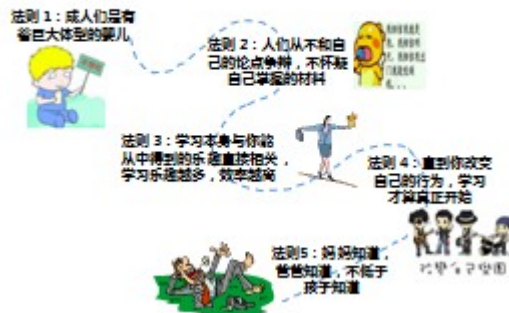 法则 1：成人们是有
着巨大体型的婴儿
法则 2：人们从不和自
己的论点争辩，不怀疑
自己掌握的材料
法则 3：学习本身与你能
从中得到的乐趣直接相关，
学习乐趣越多，效率越高
法则 4：直到你改变
自己的行为，学习
才算真正开始
法则5：妈妈知道，
爸爸知道，不低于
孩子知道